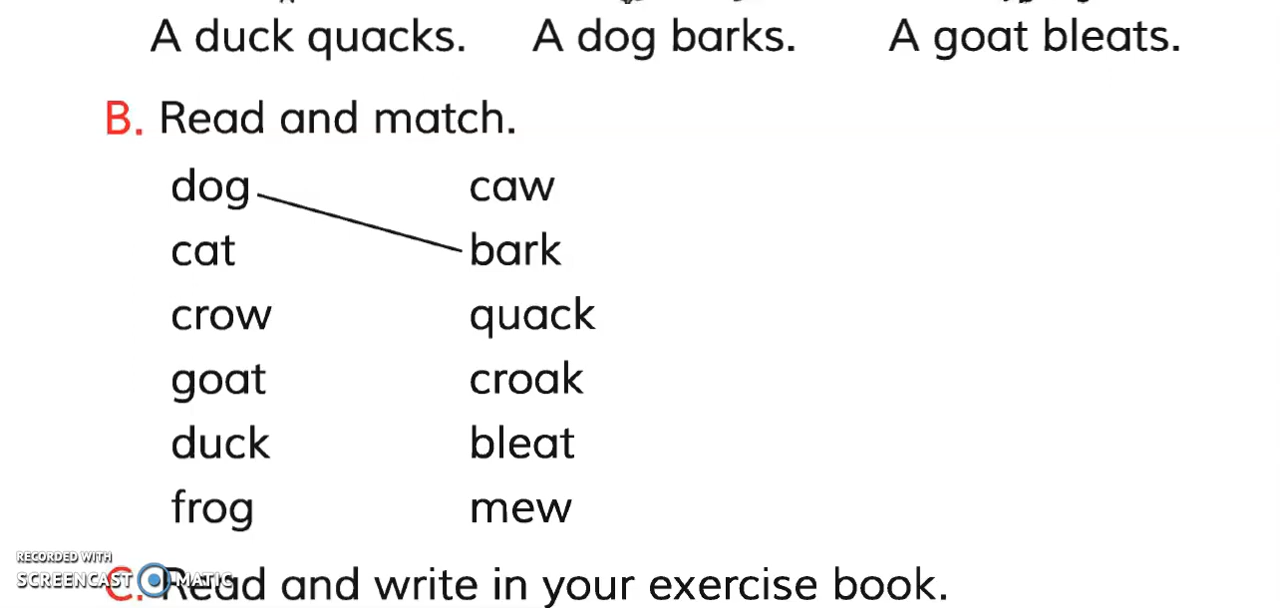 A duck quacks. A dog barks. A goat bleats.
B. Read and match.
dog caw
cat bark
crow quack
goat croak
duck bleat
frog mew
RECORDED WITH
SCREENCAST MATIC
C. Read and write in your exercise book.